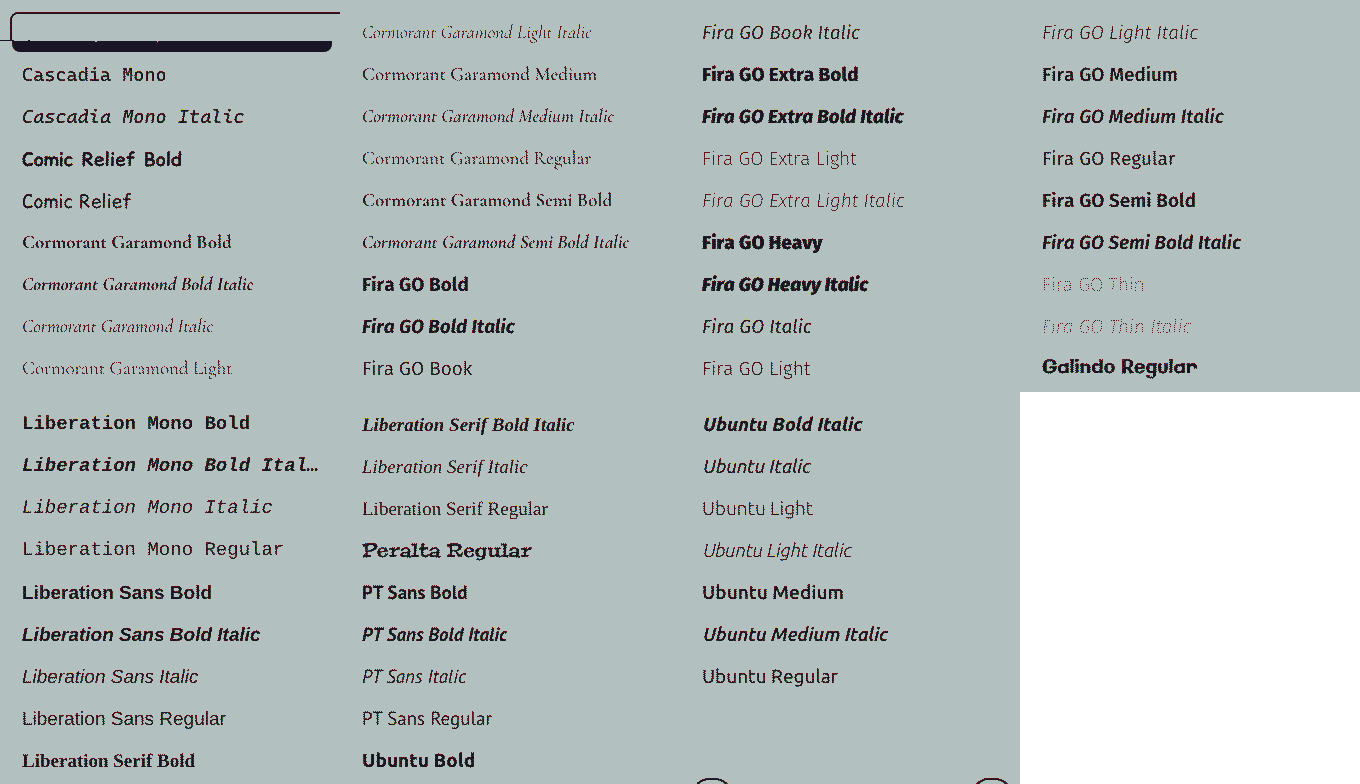 Cascadia Mono
Cascadia Mono Italic
Comic Relief Bold
Comic Relief
Cormorant Garamond Bold
Cormorant Garamond Bold Italic
Cormorant Garamond Italic
Cormorant Garamond Light
Cormorant Garamond Light Italic
Cormorant Garamond Medium
Cormorant Garamond Medium Italic
Cormorant Garamond Regular
Cormorant Garamond Semi Bold
Cormorant Garamond Semi Bold Italic
Fira GO Bold
Fira GO Bold Italic
Fira GO Book
Fira GO Book Italic
Fira GO Extra Bold
Fira GO Extra Bold Italic
Fira GO Extra Light
Fira GO Extra Light Italic
Fira GO Heavy
Fira GO Heavy Italic
Fira GO Italic
Fira GO Light
Fira GO Light Italic
Fira GO Medium
Fira GO Medium Italic
Fira GO Regular
Fira GO Semi Bold
Fira GO Semi Bold Italic
Fira GO Thin
Fira GO Thin Italic
Galindo Regular
Liberation Mono Bold
Liberation Mono Bold Ital…
Liberation Mono Italic
Liberation Mono Regular
Liberation Sans Bold
Liberation Sans Bold Italic
Liberation Sans Italic
Liberation Sans Regular
Liberation Serif Bold
Liberation Serif Bold Italic
Liberation Serif Italic
Liberation Serif Regular
Peralta Regular
PT Sans Bold
PT Sans Bold Italic
PT Sans Italic
PT Sans Regular
Ubuntu Bold
Ubuntu Bold Italic
Ubuntu Italic
Ubuntu Light
Ubuntu Light Italic
Ubuntu Medium
Ubuntu Medium Italic
Ubuntu Regular